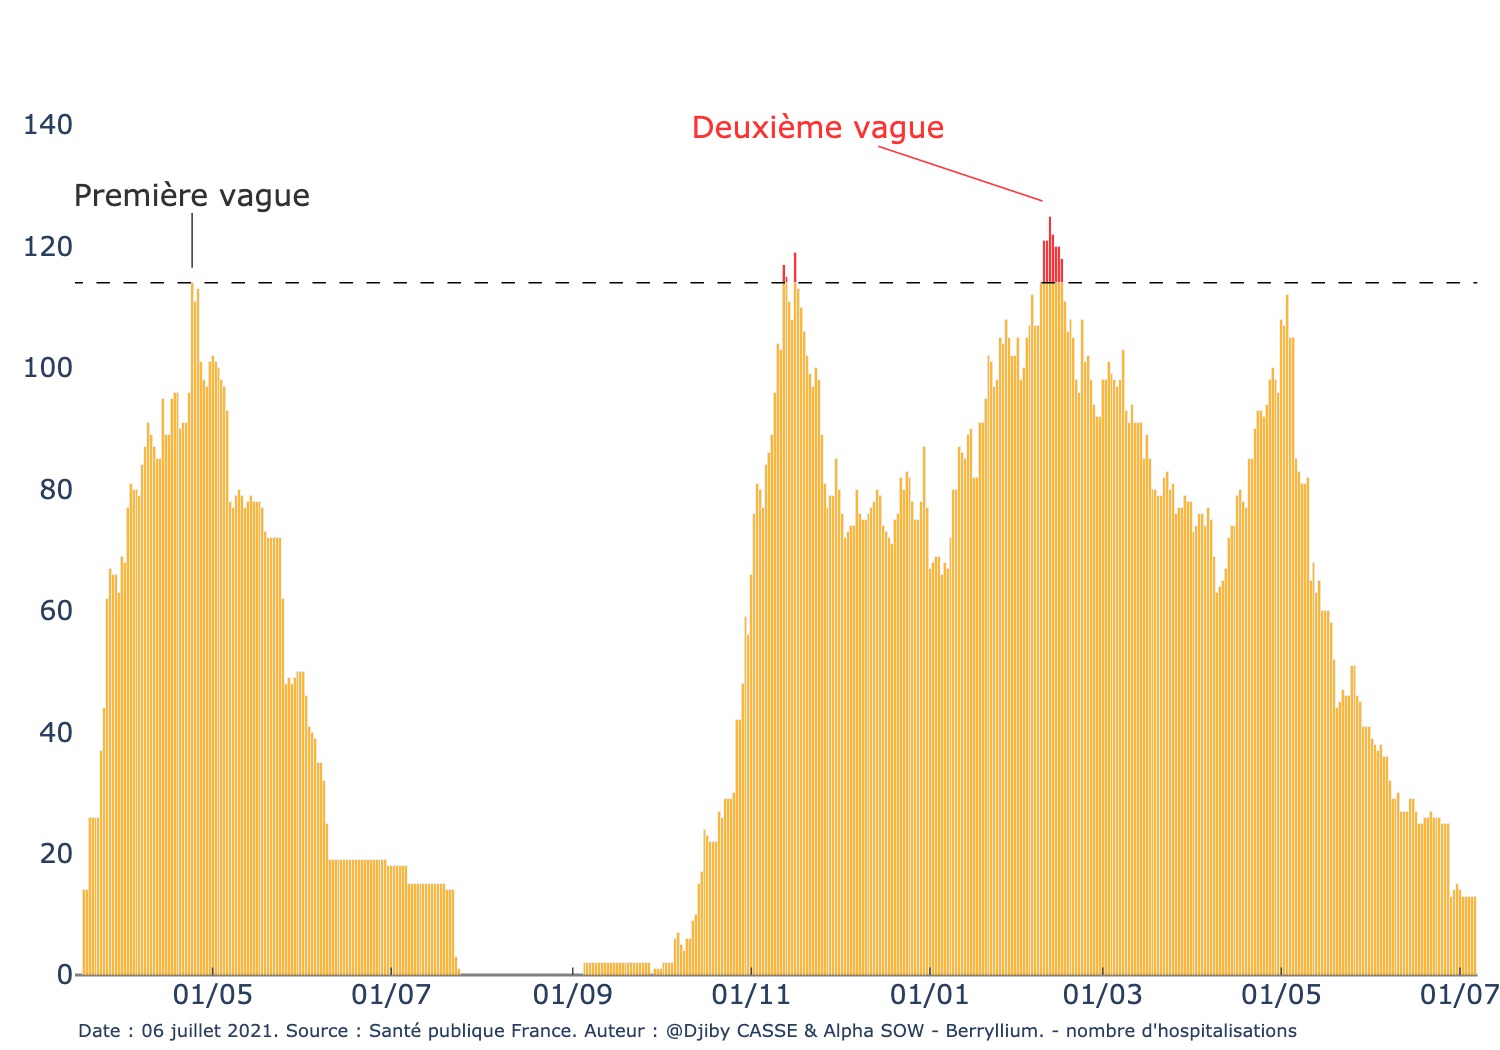 140
Deuxième vague
Première vague
120
100
80
60
40
20
0
01/05 01/07 01/09 01/11 01/01 01/03 01/05 01/07
Date : 06 juillet 2021. Source : Santé publique France. Auteur : @Djiby CASSE & Alpha SOW - Berryllium. - nombre d'hospitalisations